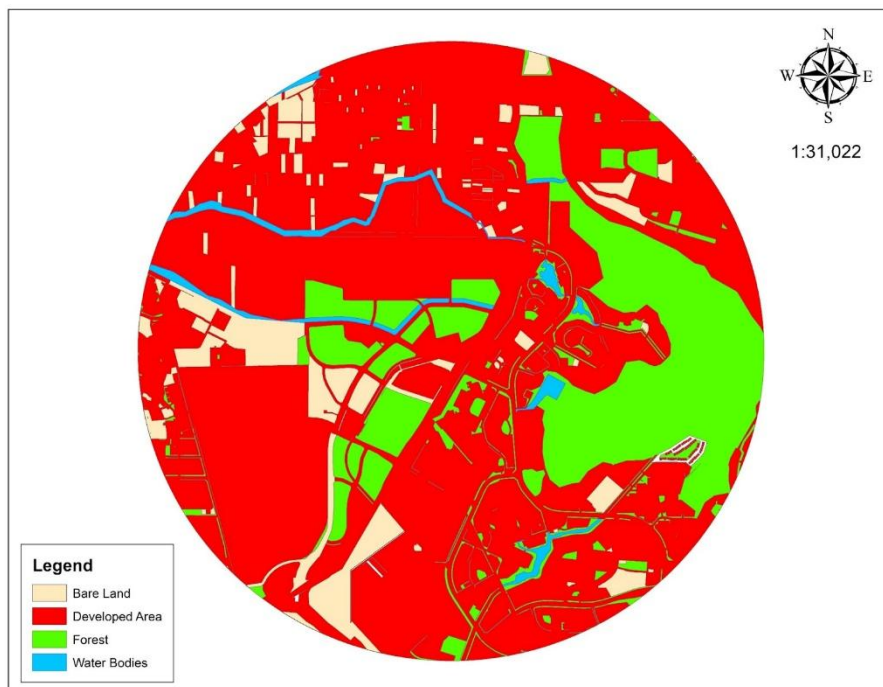 N
W E
S
1:31,022
Legend
Bare Land
Developed Area
Forest
Water Bodies